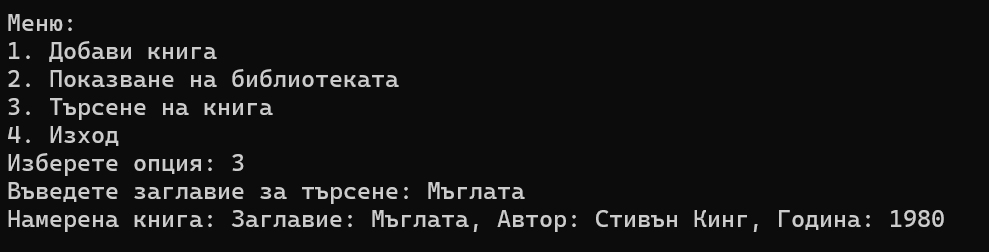 Меню:
1. Добави книга
2. Показване на библиотеката
3. Търсене на книга
4. Изход
Изберете опция: 3
Въведете заглавие за търсене: Мъглата
Намерена книга: Заглавие: Мъглата, Автор: Стивън Кинг, Година: 1980